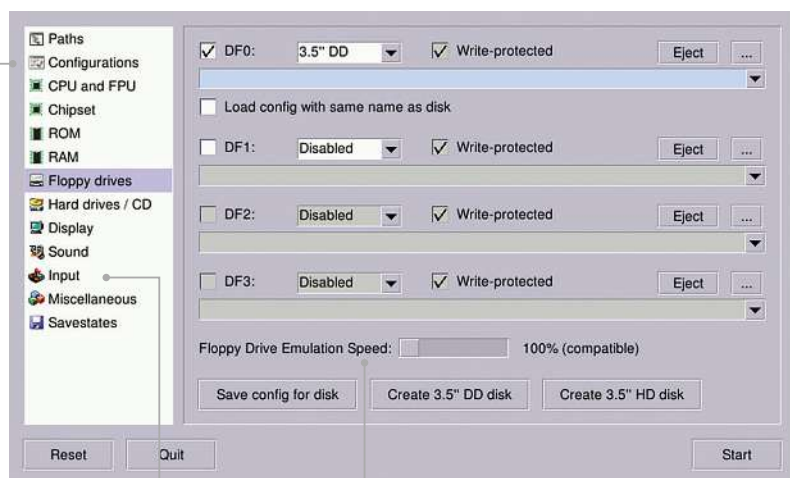 Paths
Configurations
CPU and FPU
Chipset
ROM
RAM
Floppy drives
Hard drives / CD
Display
Sound
Input
Miscellaneous
Savestates
DF0: 3.5" DD Write-protected Eject ...
Load config with same name as disk
DF1: Disabled Write-protected Eject ...
DF2: Disabled Write-protected Eject ...
DF3: Disabled Write-protected Eject ...
Floppy Drive Emulation Speed: 100% (compatible)
Save config for disk Create 3.5" DD disk Create 3.5" HD disk
Reset Quit Start